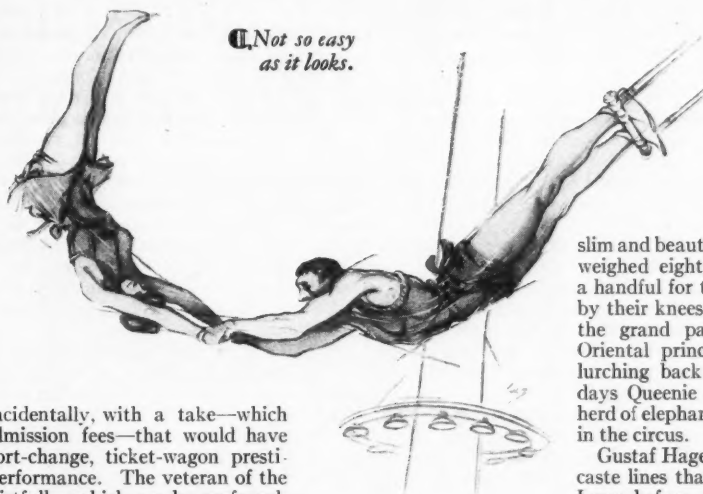 Not so easy
as it looks.
ncidentally, with a take—which
dmission fees—that would have
ort-change, ticket-wagon presti-
erformance. The veteran of the
slim and beaut
weighed eight
a handful for t
by their knees
the grand pa
Oriental princ
lurching back
days Queenie
herd of elephan
in the circus.
Gustaf Hage
caste lines tha